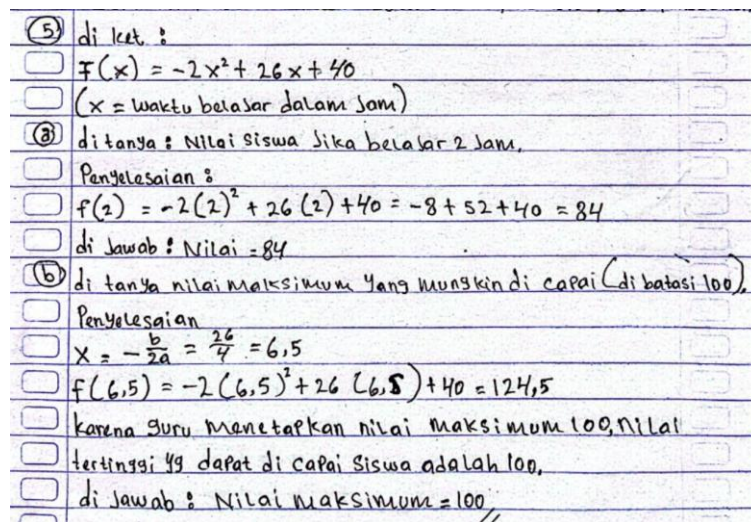 5 di ket :
F(x) = -2x² + 26x + 40
(x = waktu belajar dalam Jam)
a ditanya : Nilai siswa Jika belajar 2 Jam.
Penyelesaian :
f(2) = -2(2)² + 26(2) + 40 = -8 + 52 + 40 = 84
di Jawab : Nilai = 84
b di tanya nilai maksimum yang mungkin di capai (di batasi 100).
Penyelesaian
x = -b/2a = 26/4 = 6,5
f(6,5) = -2(6,5)² + 26 (6,5) + 40 = 124,5
karena guru menetapkan nilai maksimum 100, nilai
tertinggi yg dapat di capai siswa adalah 100.
di Jawab : Nilai maksimum = 100 //